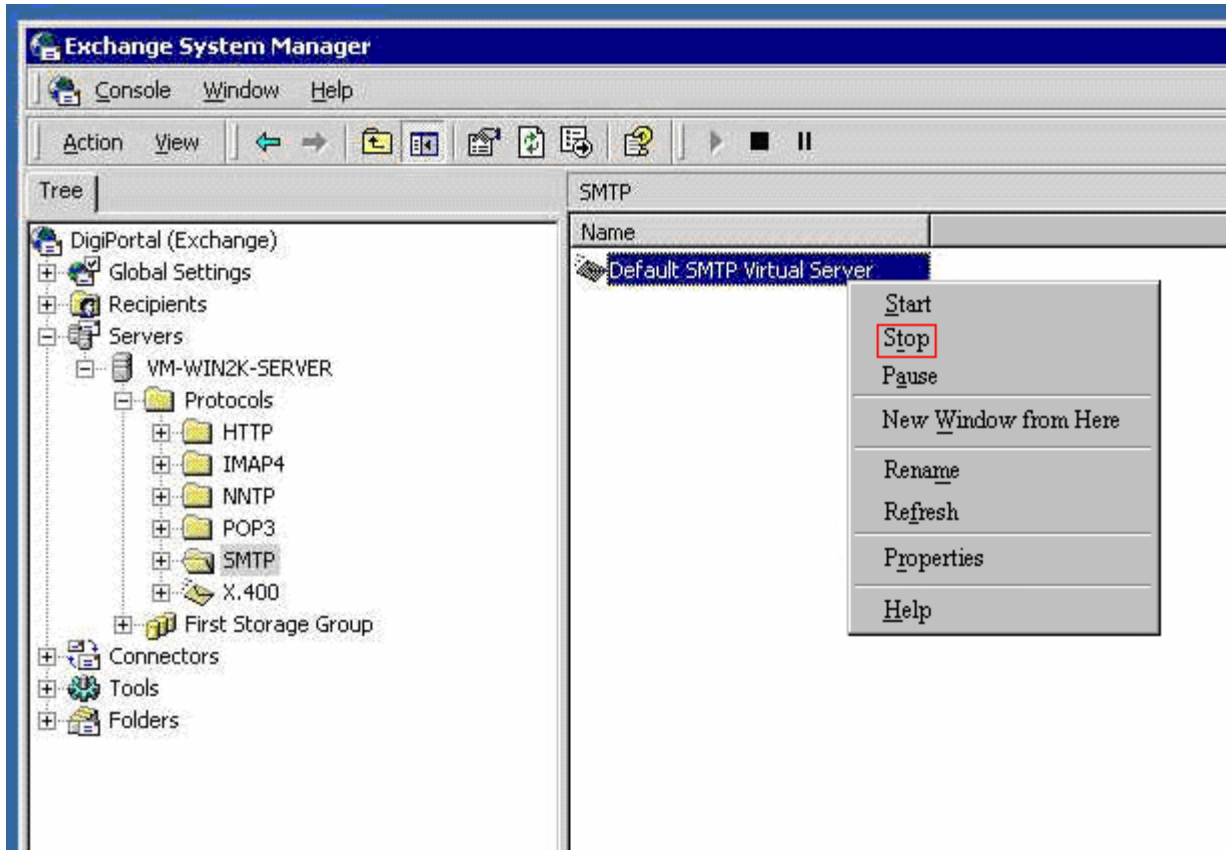 Exchange System Manager
Console Window Help
Action View
Tree
SMTP
Name
DigiPortal (Exchange)
Global Settings
Recipients
Servers
VM-WIN2K-SERVER
Protocols
HTTP
IMAP4
NNTP
POP3
SMTP
X.400
First Storage Group
Connectors
Tools
Folders
Default SMTP Virtual Server
Start
Stop
Pause
New Window from Here
Rename
Refresh
Properties
Help